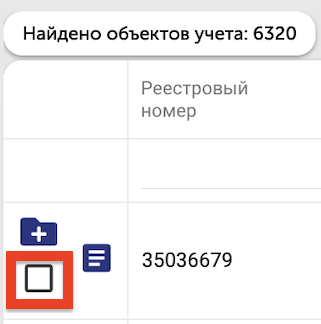 Найдено объектов учета: 6320
Реестровый
номер
35036679